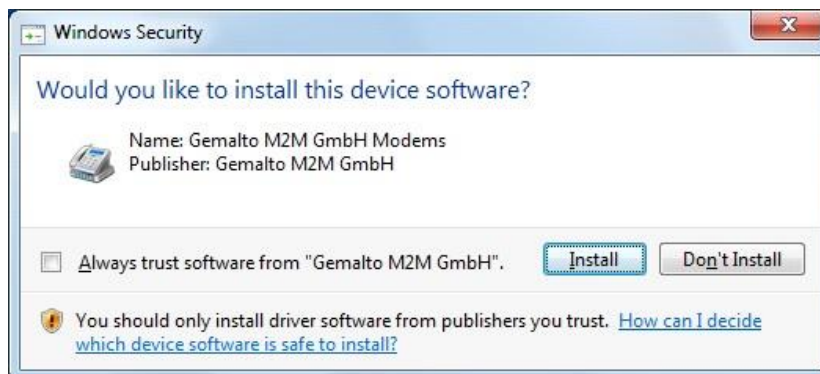 Windows Security
Would you like to install this device software?
Name: Gemalto M2M GmbH Modems
Publisher: Gemalto M2M GmbH
Always trust software from "Gemalto M2M GmbH".
Install
Don't Install
You should only install driver software from publishers you trust. How can I decide
which device software is safe to install?